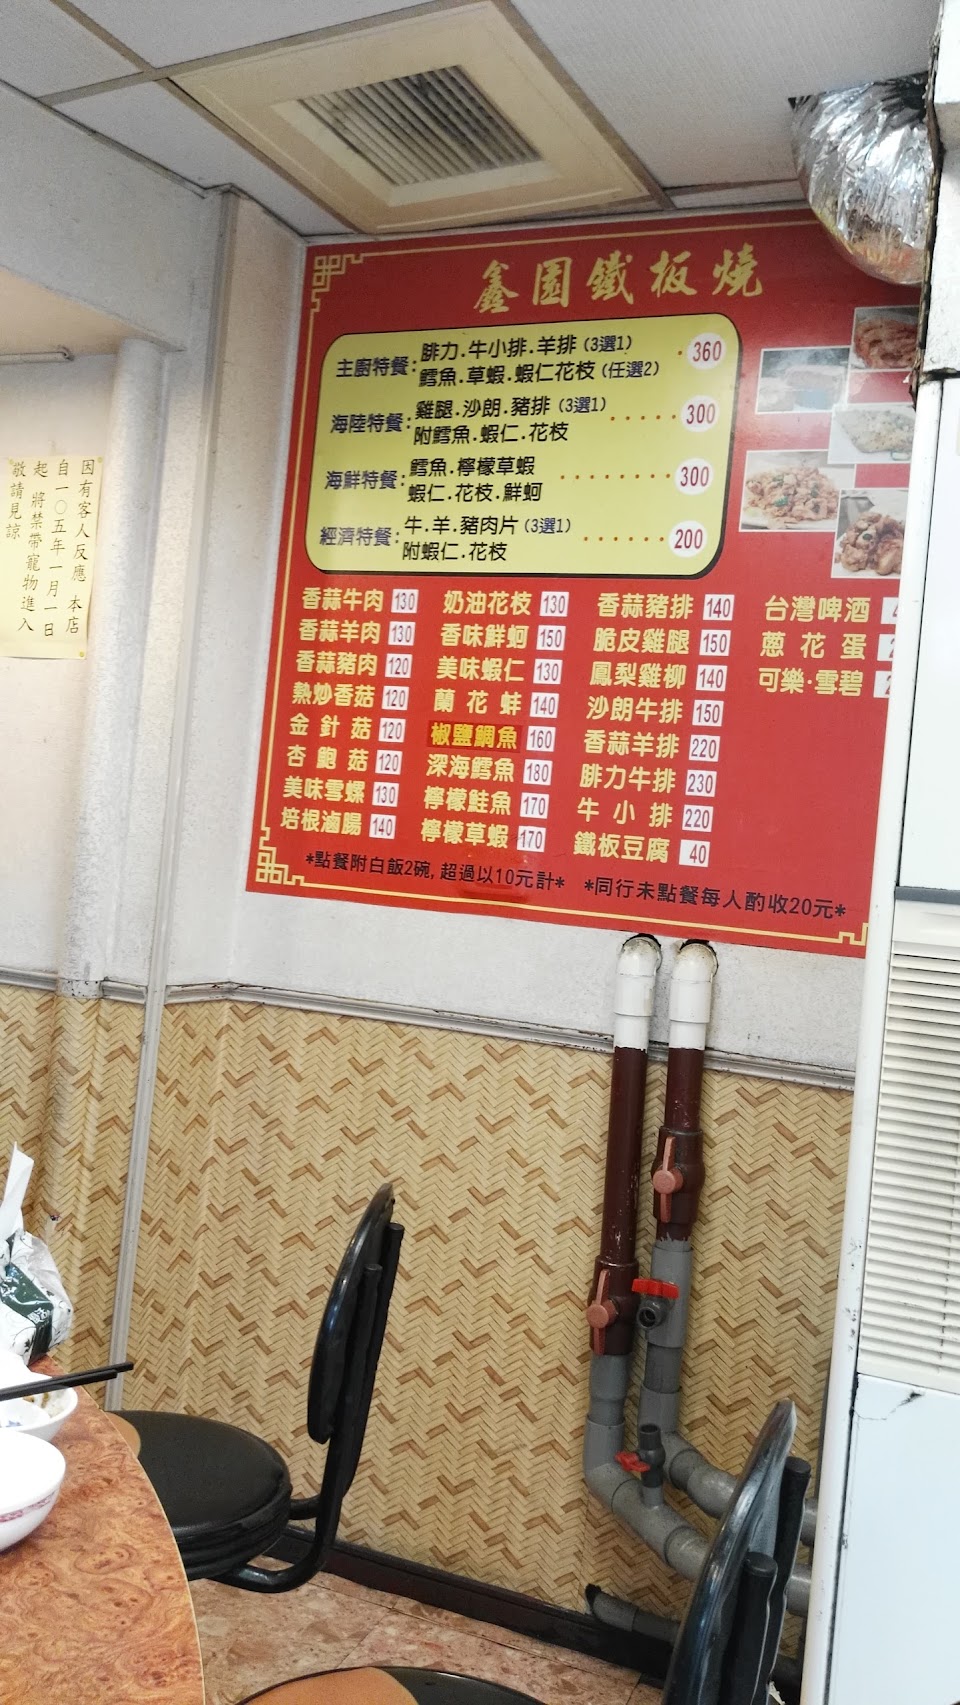 鑫園鐵板燒
主廚特餐:腓力.牛小排.羊排(3選1)
鱈魚.草蝦.蝦仁花枝(任選2)
360
海陸特餐:雞腿.沙朗.豬排(3選1)
附鱈魚.蝦仁.花枝
300
海鮮特餐:鱈魚.檸檬草蝦
蝦仁.花枝.鮮蚵
300
經濟特餐:牛.羊.豬肉片(3選1)
附蝦仁.花枝
200
香蒜牛肉 130
香蒜羊肉 130
香蒜豬肉 120
熱炒香菇 120
金針菇 120
杏鮑菇 120
美味雪螺 130
培根滷腸 140
奶油花枝 130
香味鮮蚵 150
美味蝦仁 130
蘭花蚌 140
椒鹽鯛魚 160
深海鱈魚 180
檸檬鮭魚 170
檸檬草蝦 170
香蒜豬排 140
脆皮雞腿 150
鳳梨雞柳 140
沙朗牛排 150
香蒜羊排 220
腓力牛排 230
牛小排 220
鐵板豆腐 40
台灣啤酒
蔥花蛋
可樂·雪碧
*點餐附白飯2碗,超過以10元計* *同行未點餐每人酌收20元*
因有客人反應 本店
自一○五年一月一日
起 將禁帶寵物進入
敬請見諒